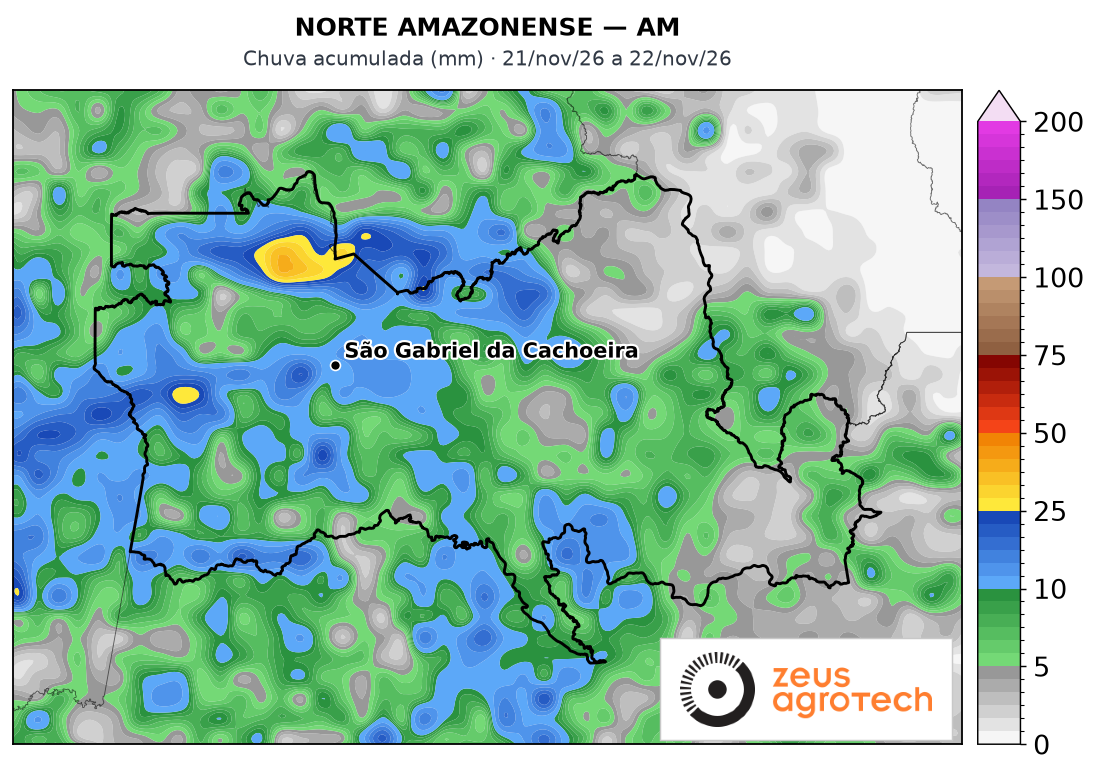 NORTE AMAZONENSE — AM
Chuva acumulada (mm) · 21/nov/26 a 22/nov/26
São Gabriel da Cachoeira
200
150
100
75
50
25
10
5
0
zeus
agrotech